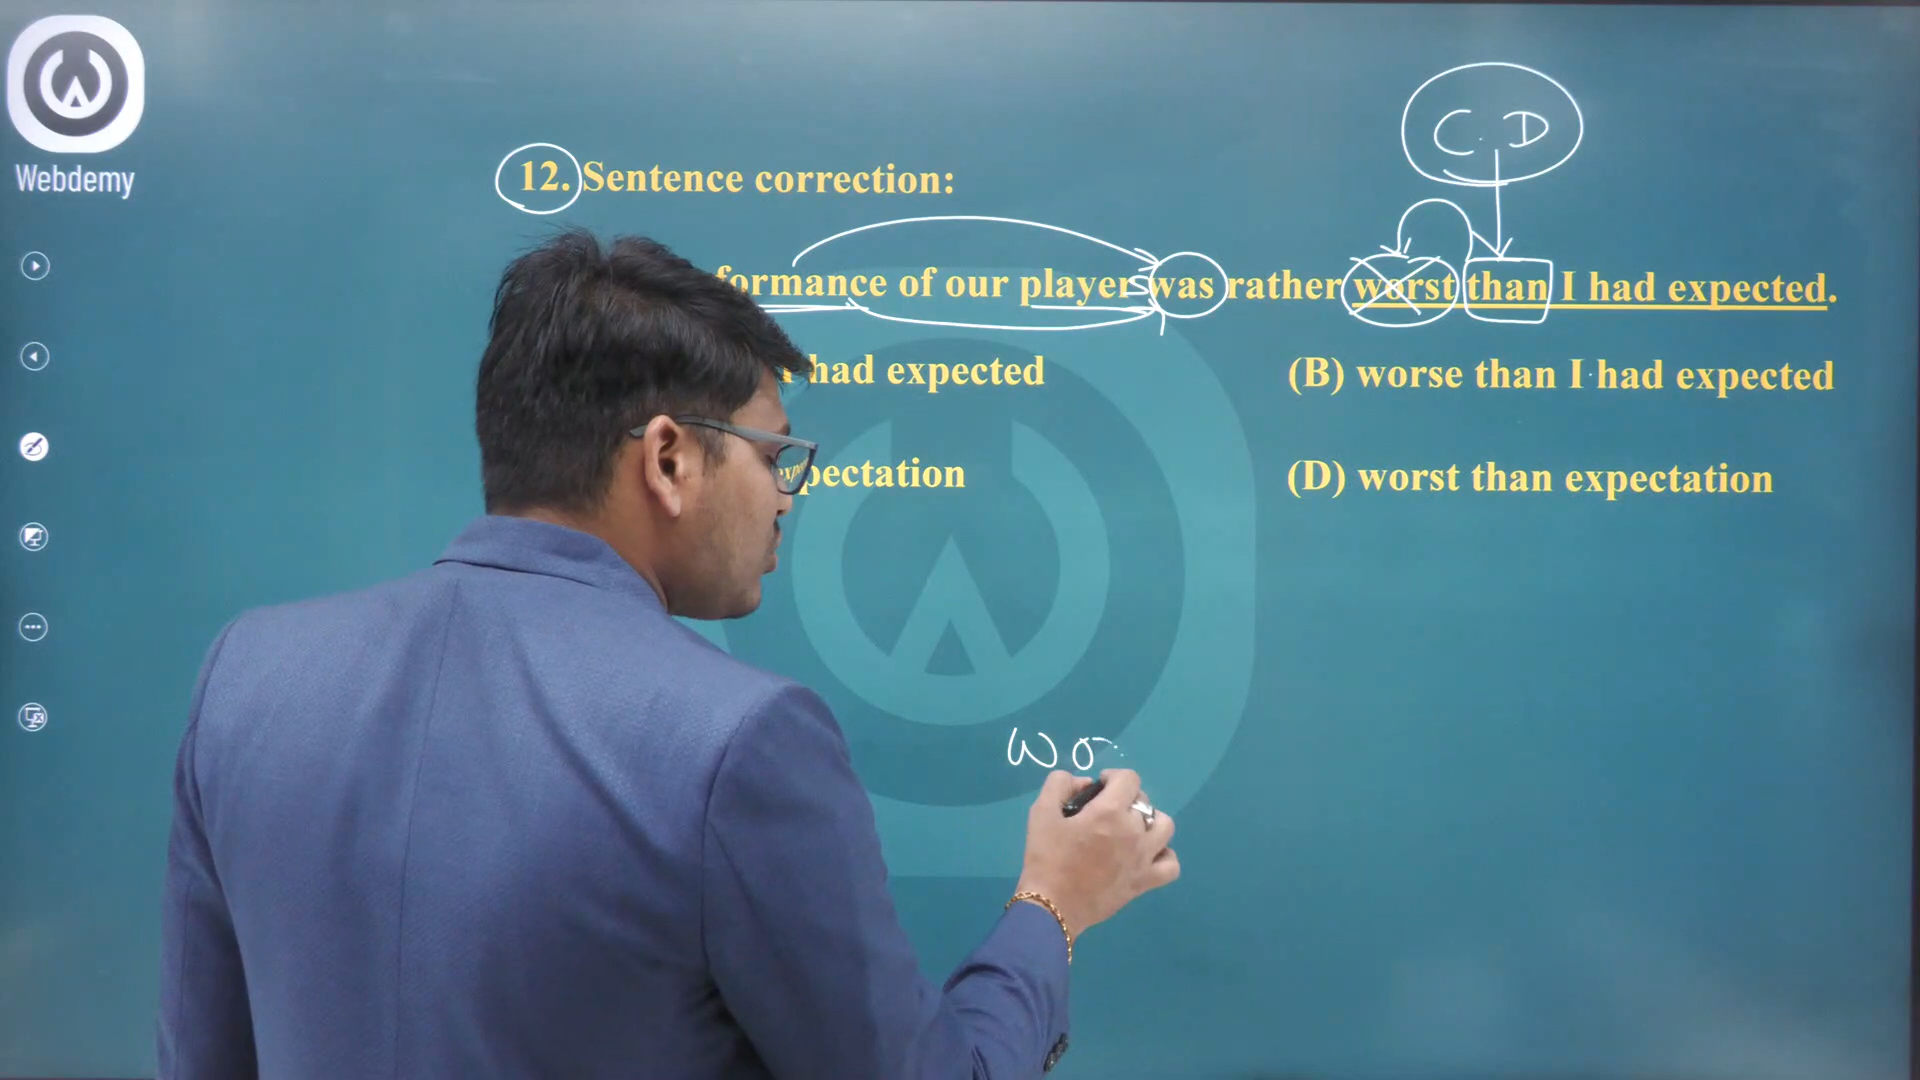 Webdemy
C.D
12. Sentence correction:
formance of our players was rather worst than I had expected.
had expected
(B) worse than I had expected
pectation
(D) worst than expectation
wo